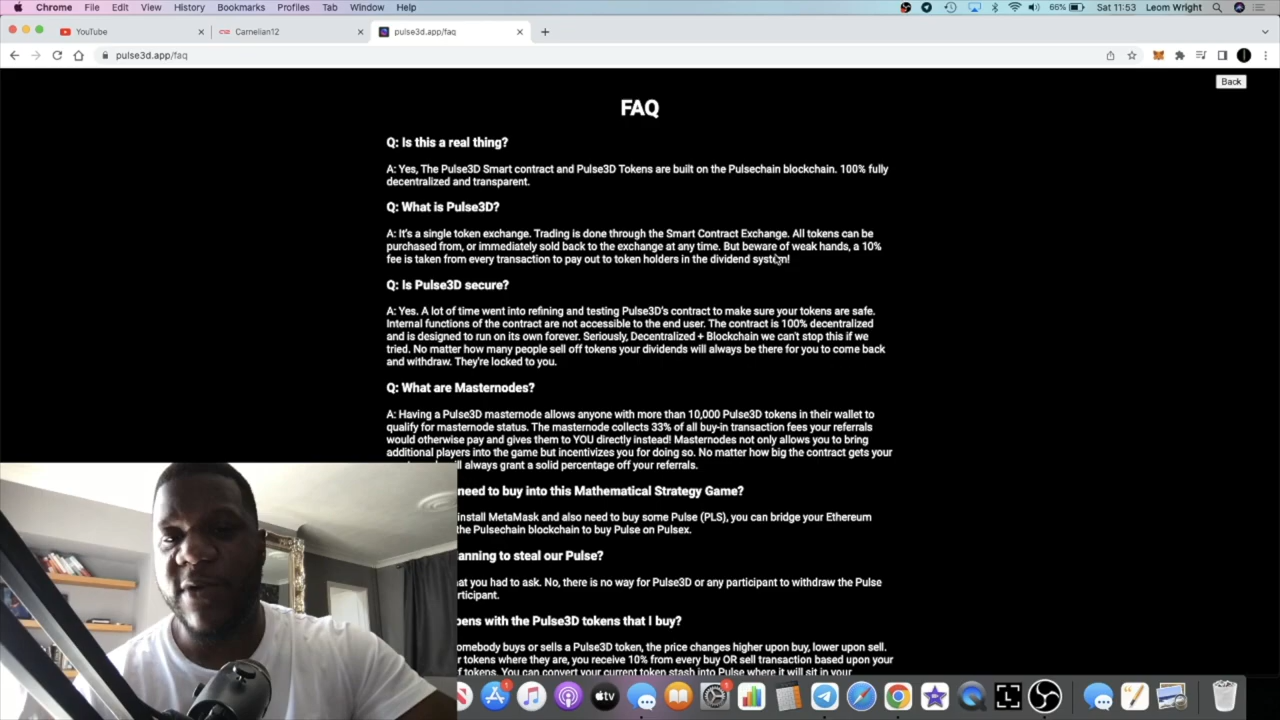 Chrome File Edit View History Bookmarks Profiles Tab Window Help 66% Sat 11:53 Leom Wright
YouTube Carnelian12 pulse3d.app/faq
pulse3d.app/faq
Back
FAQ
Q: Is this a real thing?
A: Yes, The Pulse3D Smart contract and Pulse3D Tokens are built on the Pulsechain blockchain. 100% fully
decentralized and transparent.
Q: What is Pulse3D?
A: It's a single token exchange. Trading is done through the Smart Contract Exchange. All tokens can be
purchased from, or immediately sold back to the exchange at any time. But beware of weak hands, a 10%
fee is taken from every transaction to pay out to token holders in the dividend system!
Q: Is Pulse3D secure?
A: Yes. A lot of time went into refining and testing Pulse3D's contract to make sure your tokens are safe.
Internal functions of the contract are not accessible to the end user. The contract is 100% decentralized
and is designed to run on its own forever. Seriously, Decentralized + Blockchain we can't stop this if we
tried. No matter how many people sell off tokens your dividends will always be there for you to come back
and withdraw. They're locked to you.
Q: What are Masternodes?
A: Having a Pulse3D masternode allows anyone with more than 10,000 Pulse3D tokens in their wallet to
qualify for masternode status. The masternode collects 33% of all buy-in transaction fees your referrals
would otherwise pay and gives them to YOU directly instead! Masternodes not only allows you to bring
additional players into the game but incentivizes you for doing so. No matter how big the contract gets your
will always grant a solid percentage off your referrals.
need to buy into this Mathematical Strategy Game?
install MetaMask and also need to buy some Pulse (PLS), you can bridge your Ethereum
the Pulsechain blockchain to buy Pulse on Pulsex.
anning to steal our Pulse?
at you had to ask. No, there is no way for Pulse3D or any participant to withdraw the Pulse
articipant.
pens with the Pulse3D tokens that I buy?
omebody buys or sells a Pulse3D token, the price changes higher upon buy, lower upon sell.
r tokens where they are, you receive 10% from every buy OR sell transaction based upon your
f tokens. You can convert your current token stash into Pulse where it will sit in your
tv